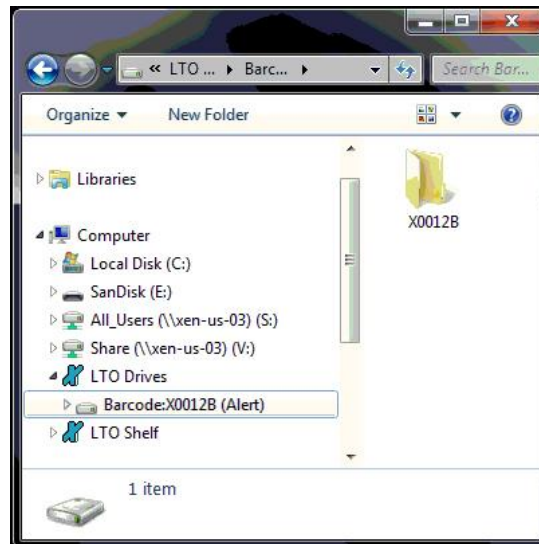 « LTO ... Barc...
Search Bar...
Organize
New Folder
Libraries
X0012B
Computer
Local Disk (C:)
SanDisk (E:)
All_Users (\\xen-us-03) (S:)
Share (\\xen-us-03) (V:)
LTO Drives
Barcode:X0012B (Alert)
LTO Shelf
1 item